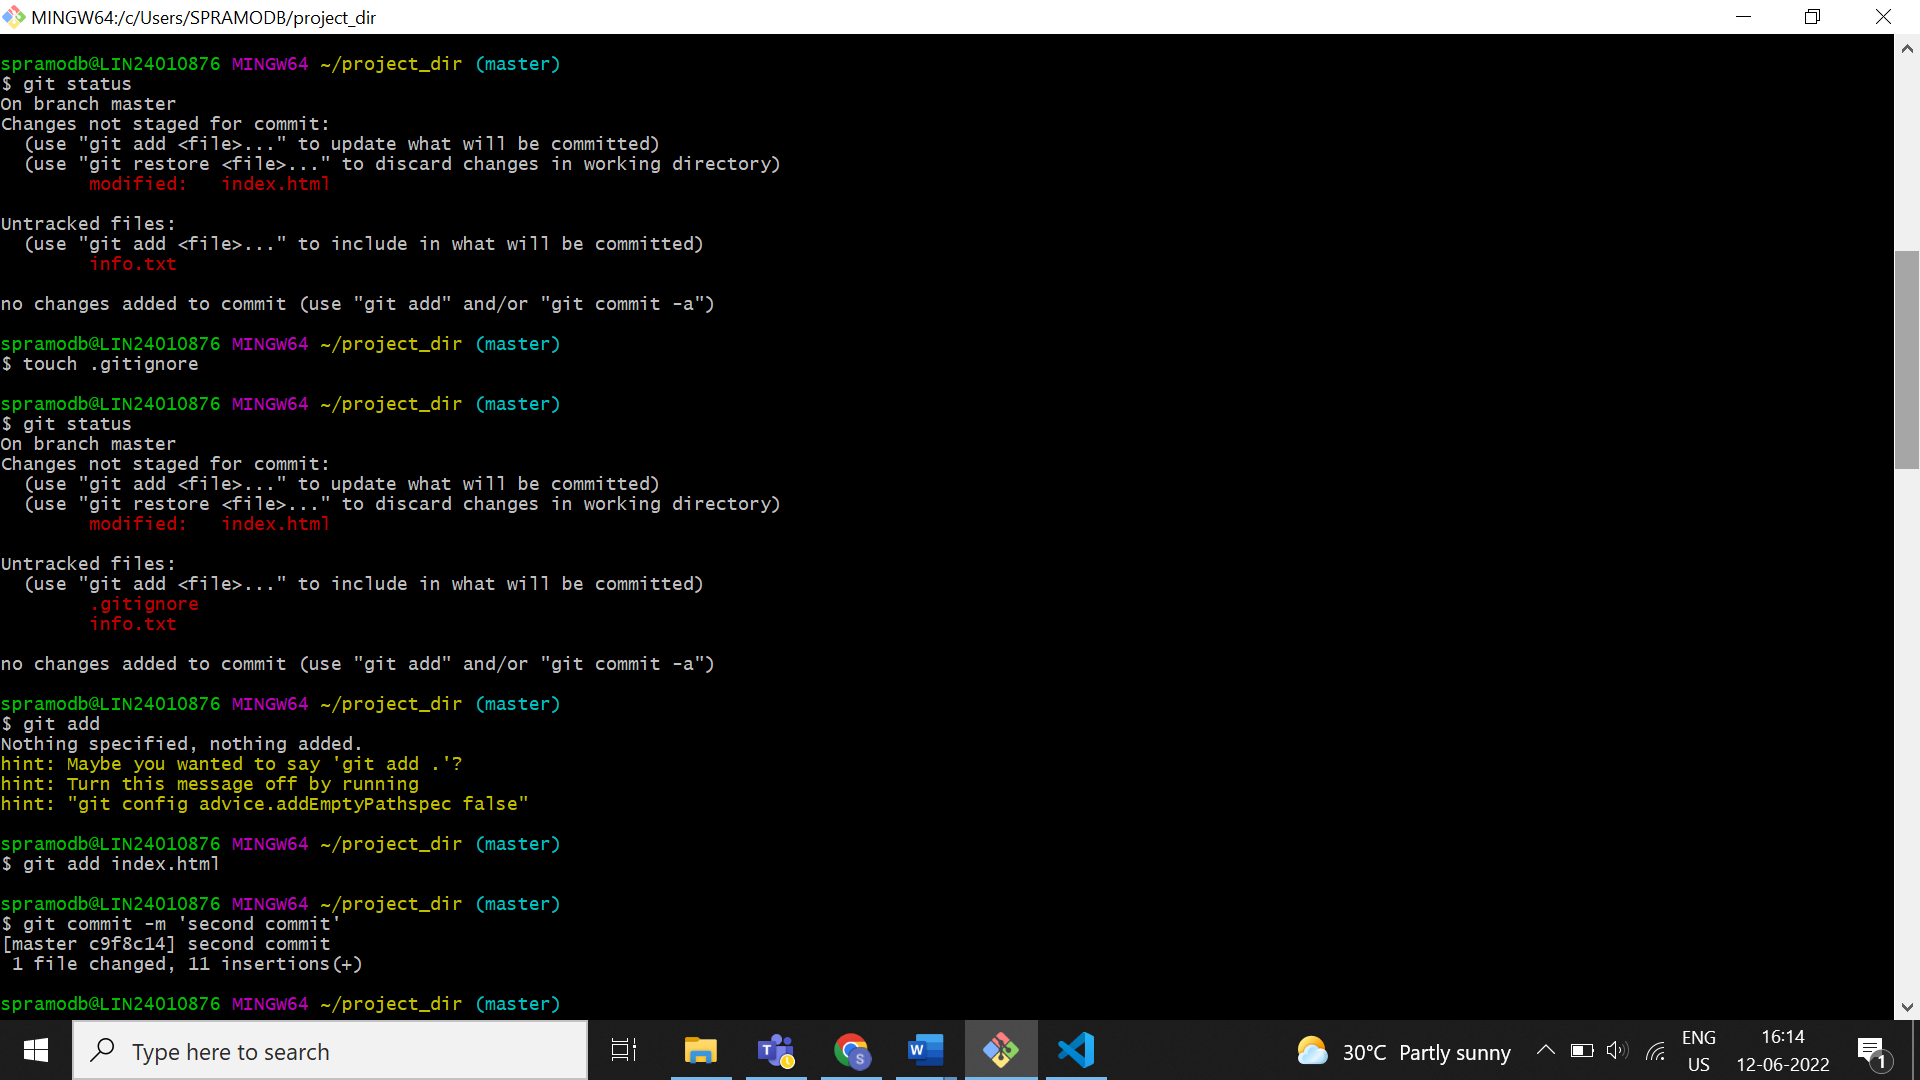 MINGW64:/c/Users/SPRAMODB/project_dir
spramodb@LIN24010876 MINGW64 ~/project_dir (master)
$ git status
On branch master
Changes not staged for commit:
  (use "git add <file>..." to update what will be committed)
  (use "git restore <file>..." to discard changes in working directory)
        modified:   index.html

Untracked files:
  (use "git add <file>..." to include in what will be committed)
        info.txt

no changes added to commit (use "git add" and/or "git commit -a")

spramodb@LIN24010876 MINGW64 ~/project_dir (master)
$ touch .gitignore

spramodb@LIN24010876 MINGW64 ~/project_dir (master)
$ git status
On branch master
Changes not staged for commit:
  (use "git add <file>..." to update what will be committed)
  (use "git restore <file>..." to discard changes in working directory)
        modified:   index.html

Untracked files:
  (use "git add <file>..." to include in what will be committed)
        .gitignore
        info.txt

no changes added to commit (use "git add" and/or "git commit -a")

spramodb@LIN24010876 MINGW64 ~/project_dir (master)
$ git add
Nothing specified, nothing added.
hint: Maybe you wanted to say 'git add .'?
hint: Turn this message off by running
hint: "git config advice.addEmptyPathspec false"

spramodb@LIN24010876 MINGW64 ~/project_dir (master)
$ git add index.html

spramodb@LIN24010876 MINGW64 ~/project_dir (master)
$ git commit -m 'second commit'
[master c9f8c14] second commit
 1 file changed, 11 insertions(+)

spramodb@LIN24010876 MINGW64 ~/project_dir (master)
Type here to search
T
S
W
30°C Partly sunny
ENG
US
16:14
12-06-2022
1